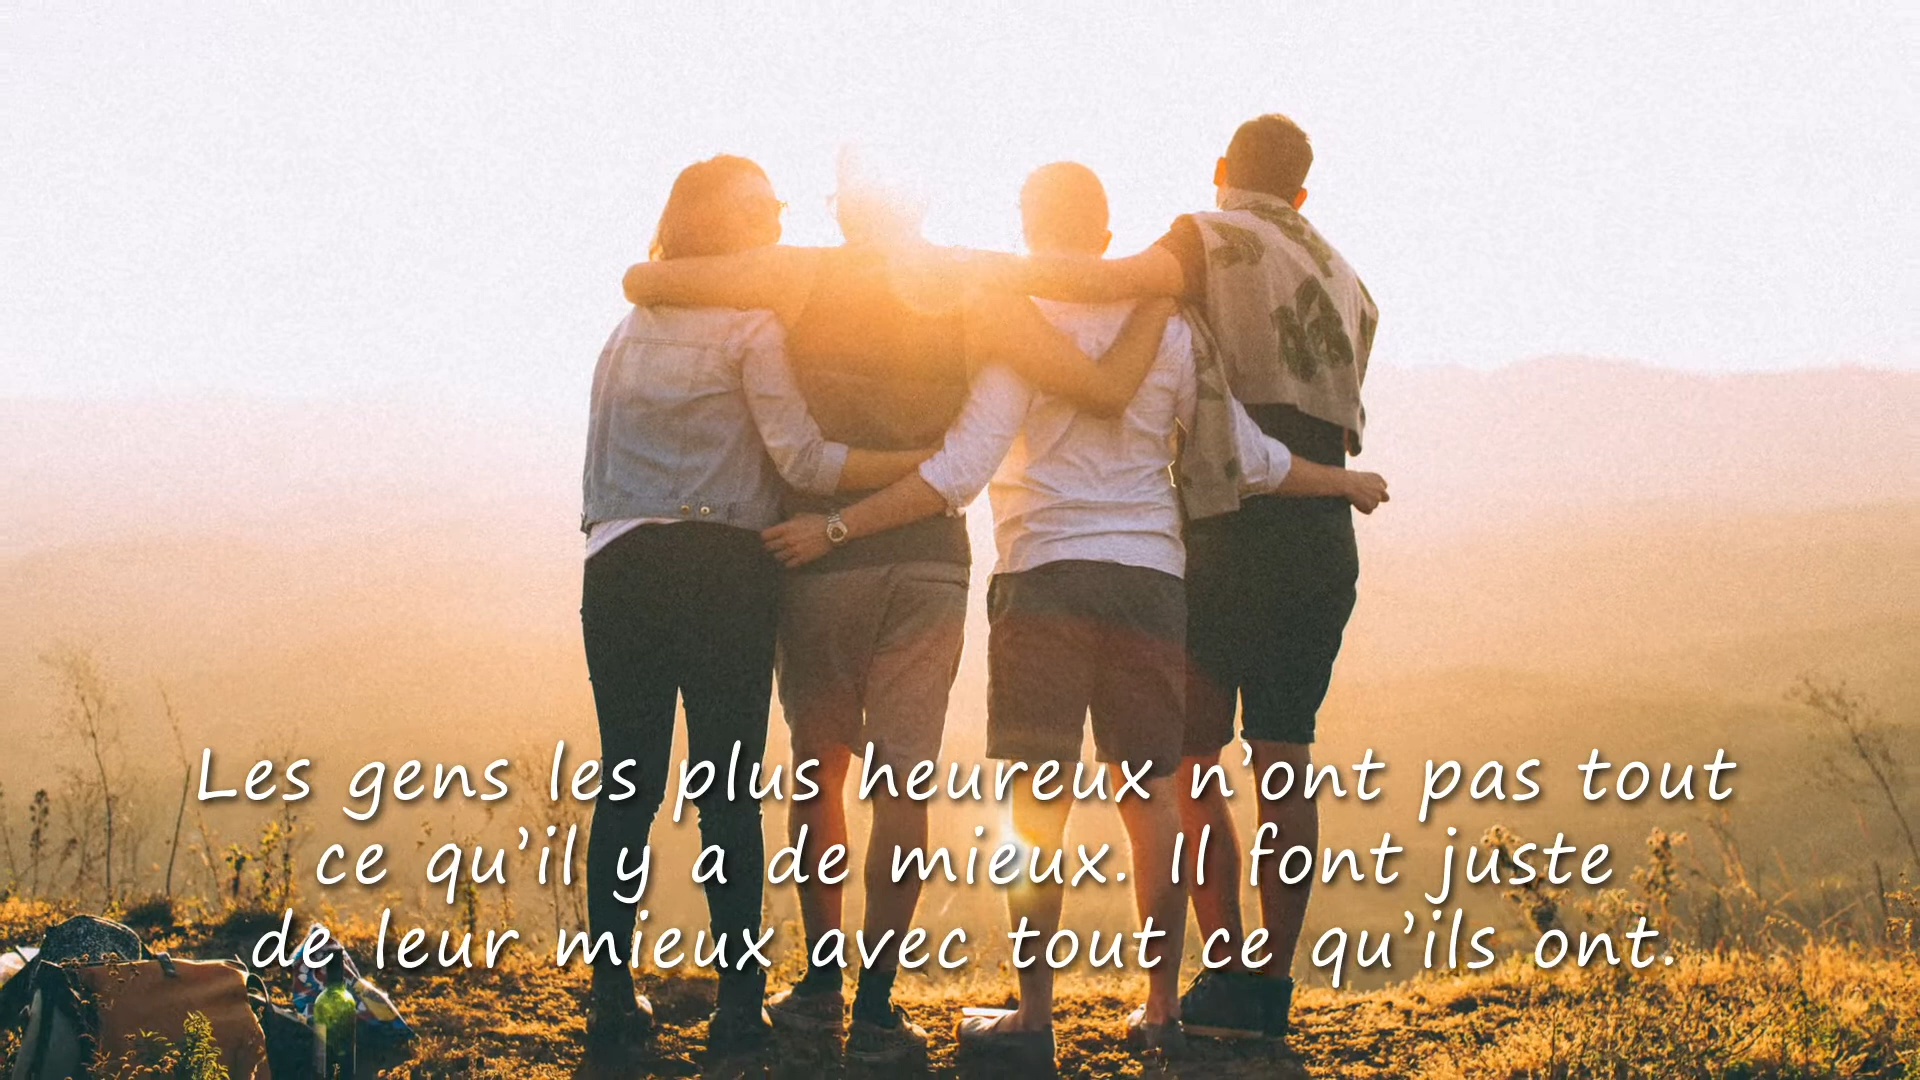 Les gens les plus heureux n’ont pas tout
ce qu’il y a de mieux. Il font juste
de leur mieux avec tout ce qu’ils ont.